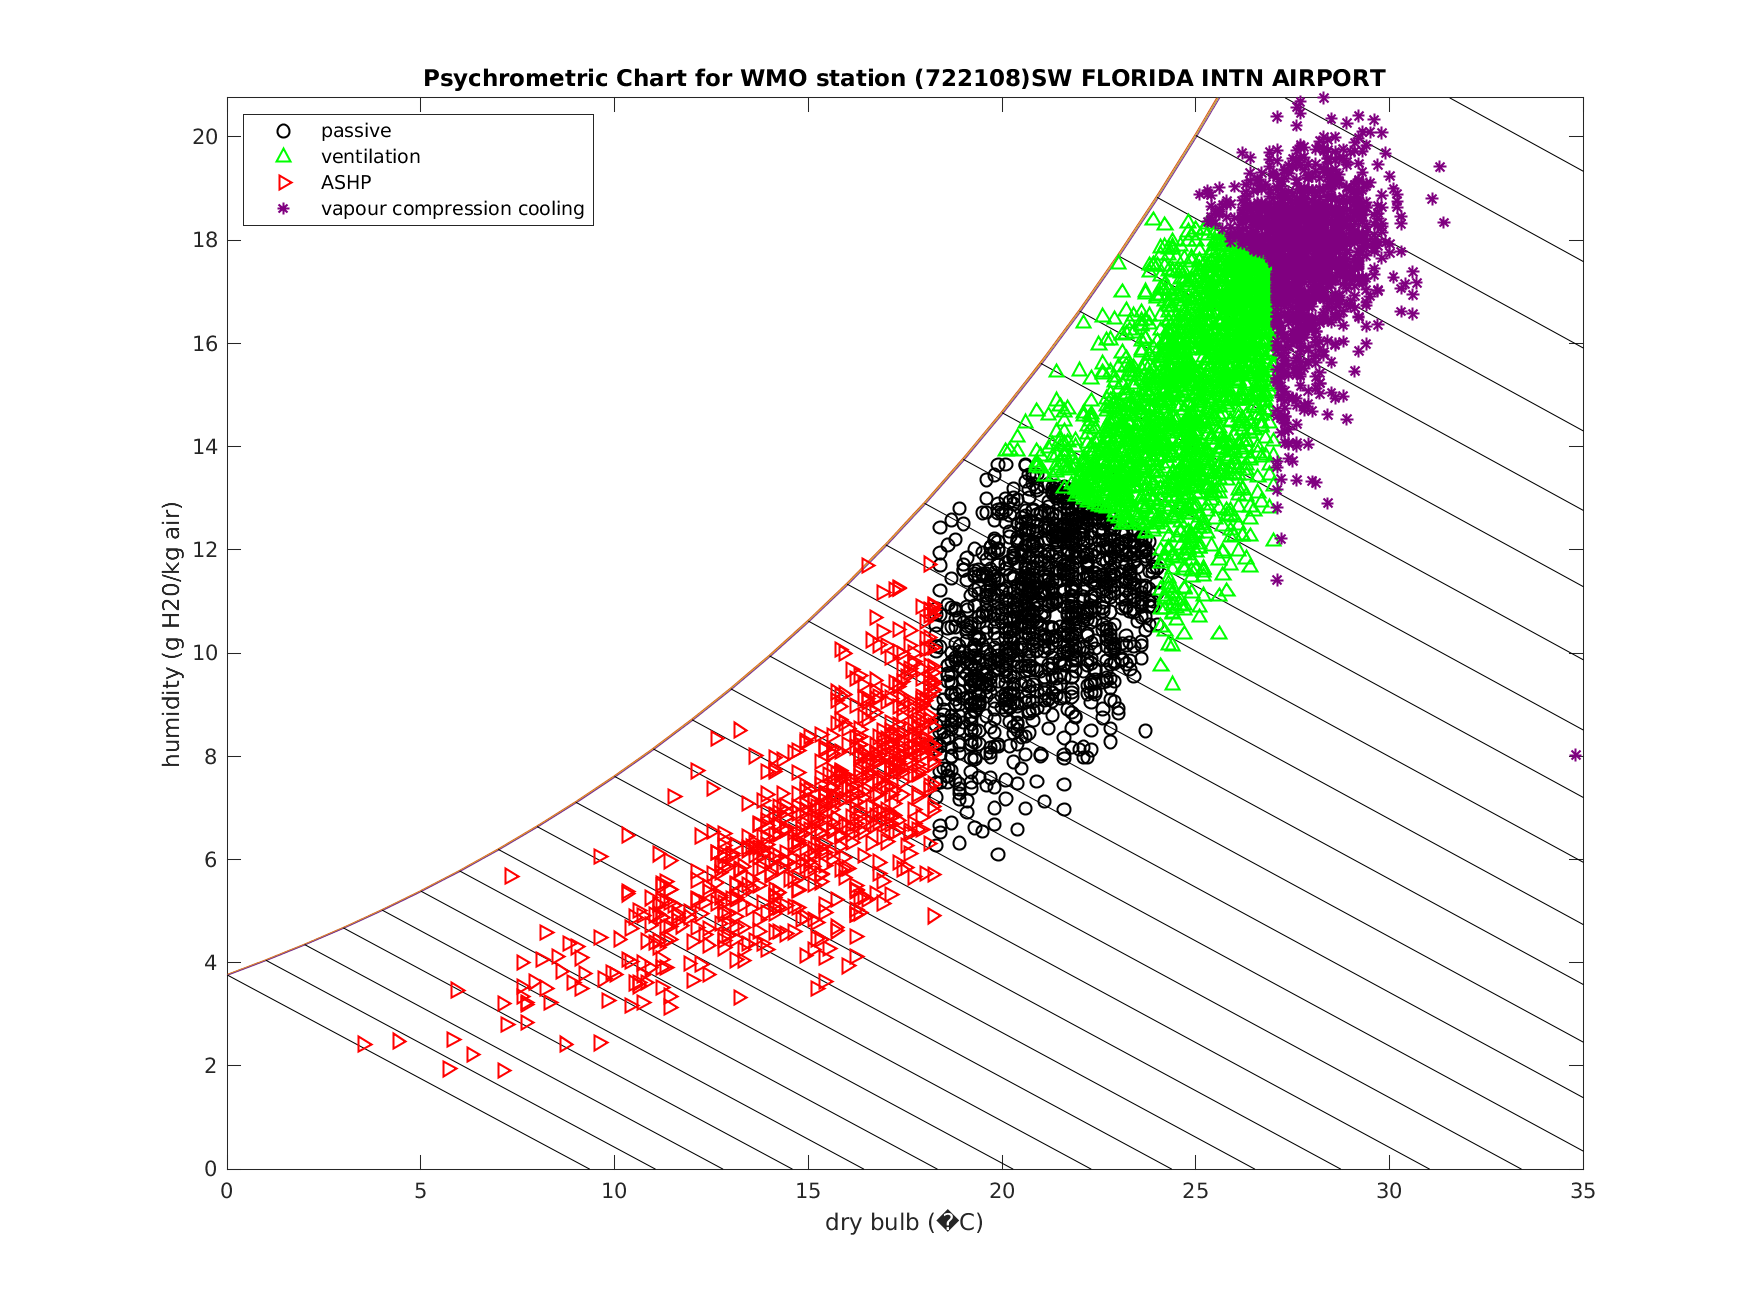 Psychrometric Chart for WMO station (722108)SW FLORIDA INTN AIRPORT
passive
ventilation
ASHP
vapour compression cooling
humidity (g H20/kg air)
20
18
16
14
12
10
8
6
4
2
0
0 5 10 15 20 25 30 35
dry bulb (�C)